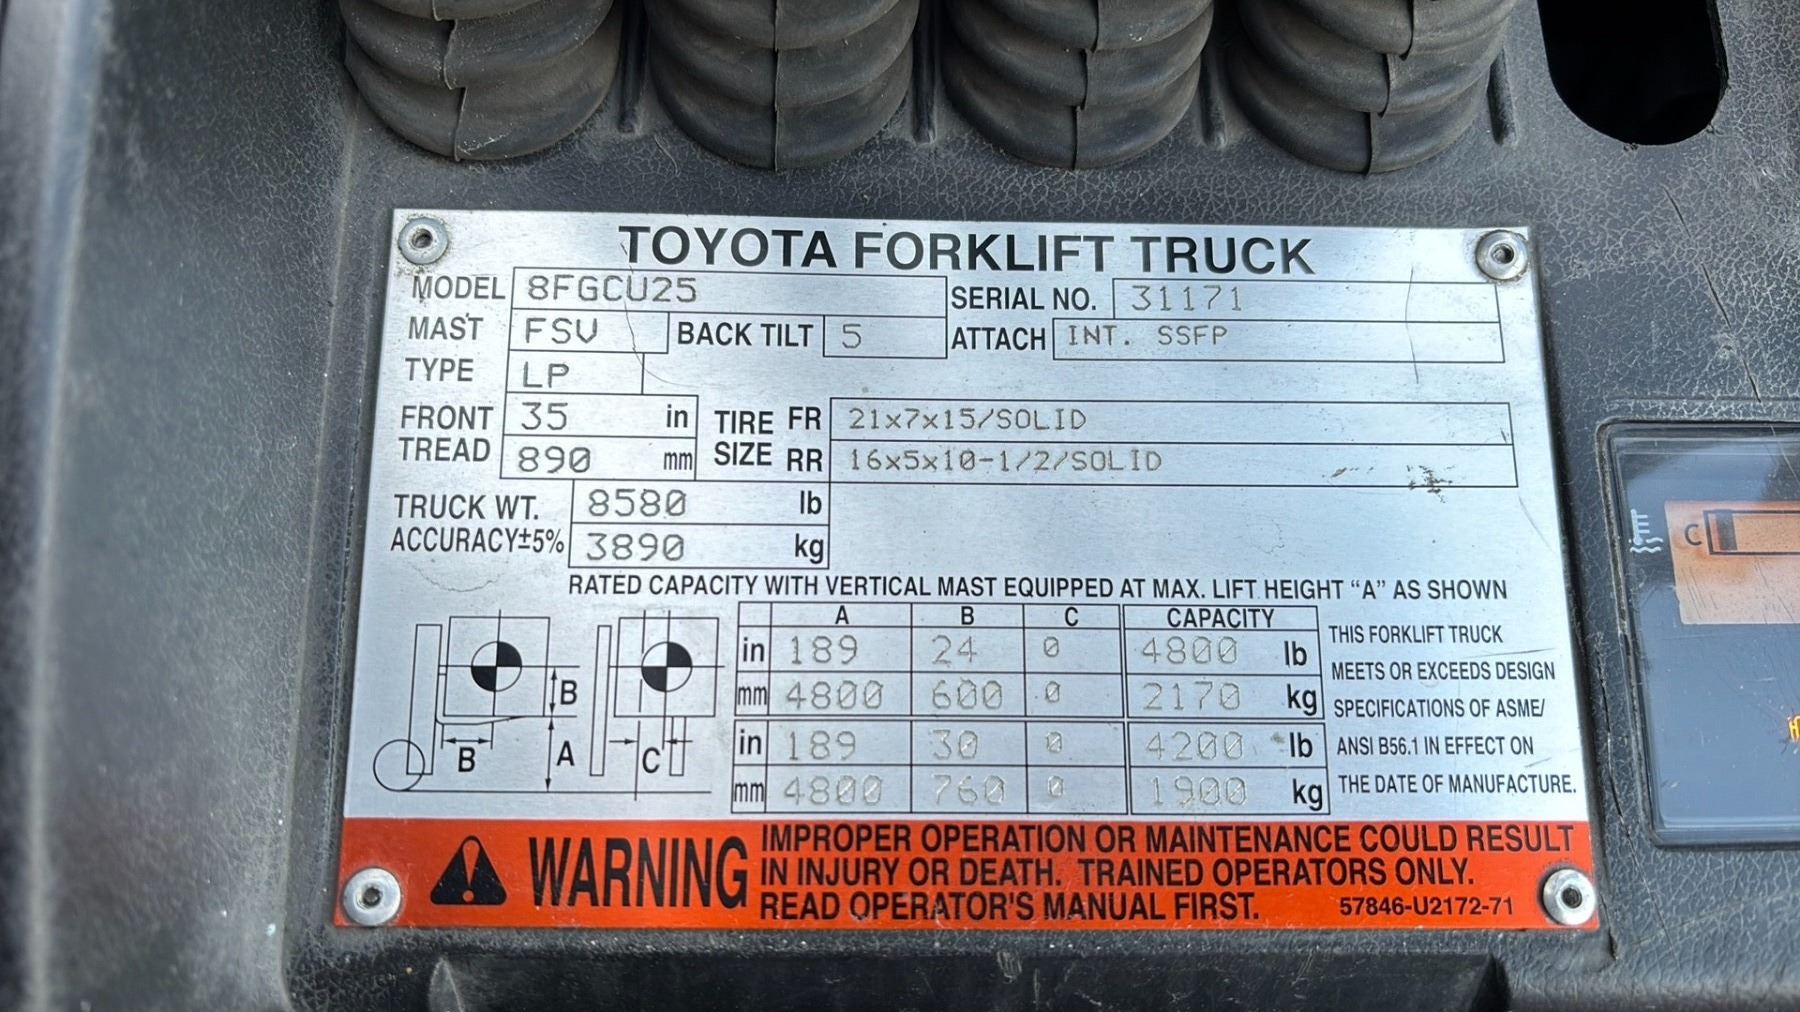 TOYOTA FORKLIFT TRUCK
MODEL 8FGCU25 SERIAL NO. 31171
MAST FSV BACK TILT 5 ATTACH INT. SSFP
TYPE LP
FRONT TREAD 35 in TIRE SIZE FR 21x7x15/SOLID
890 mm RR 16x5x10-1/2/SOLID
TRUCK WT. 8580 lb
ACCURACY±5% 3890 kg
RATED CAPACITY WITH VERTICAL MAST EQUIPPED AT MAX. LIFT HEIGHT "A" AS SHOWN
A B C CAPACITY
in 189 24 0 4800 lb
mm 4800 600 0 2170 kg
in 189 30 0 4200 lb
mm 4800 760 0 1900 kg
B
B A C
THIS FORKLIFT TRUCK
MEETS OR EXCEEDS DESIGN
SPECIFICATIONS OF ASME/
ANSI B56.1 IN EFFECT ON
THE DATE OF MANUFACTURE.
WARNING
IMPROPER OPERATION OR MAINTENANCE COULD RESULT
IN INJURY OR DEATH. TRAINED OPERATORS ONLY.
READ OPERATOR'S MANUAL FIRST. 57846-U2172-71
C